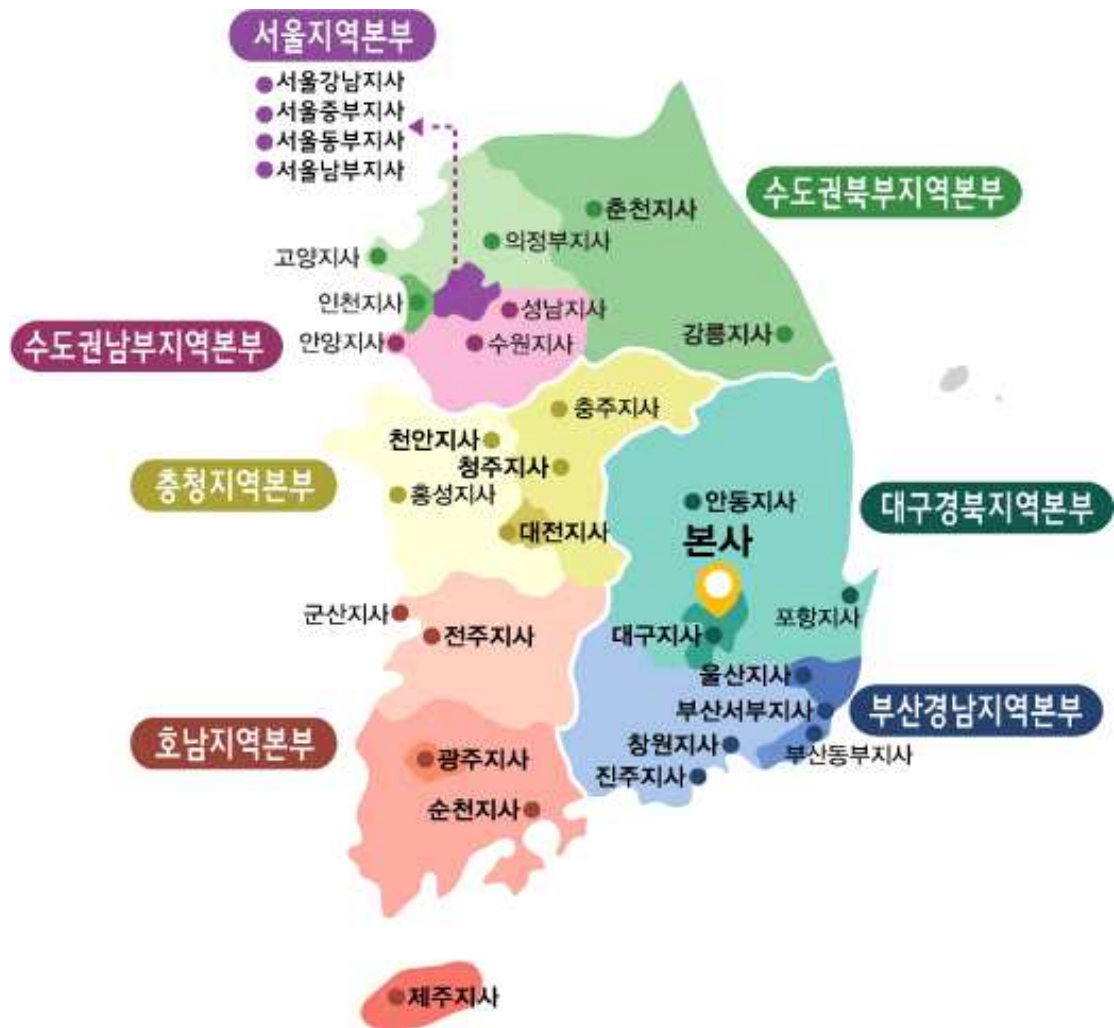 서울지역본부
서울강남지사
서울중부지사
서울동부지사
서울남부지사
수도권북부지역본부
춘천지사
의정부지사
고양지사
인천지사
성남지사
수도권남부지역본부
안양지사
수원지사
강릉지사
충주지사
천안지사
청주지사
충청지역본부
홍성지사
대전지사
안동지사
대구경북지역본부
본사
포항지사
군산지사
전주지사
대구지사
울산지사
부산서부지사
부산경남지역본부
호남지역본부
광주지사
창원지사
부산동부지사
진주지사
순천지사
제주지사